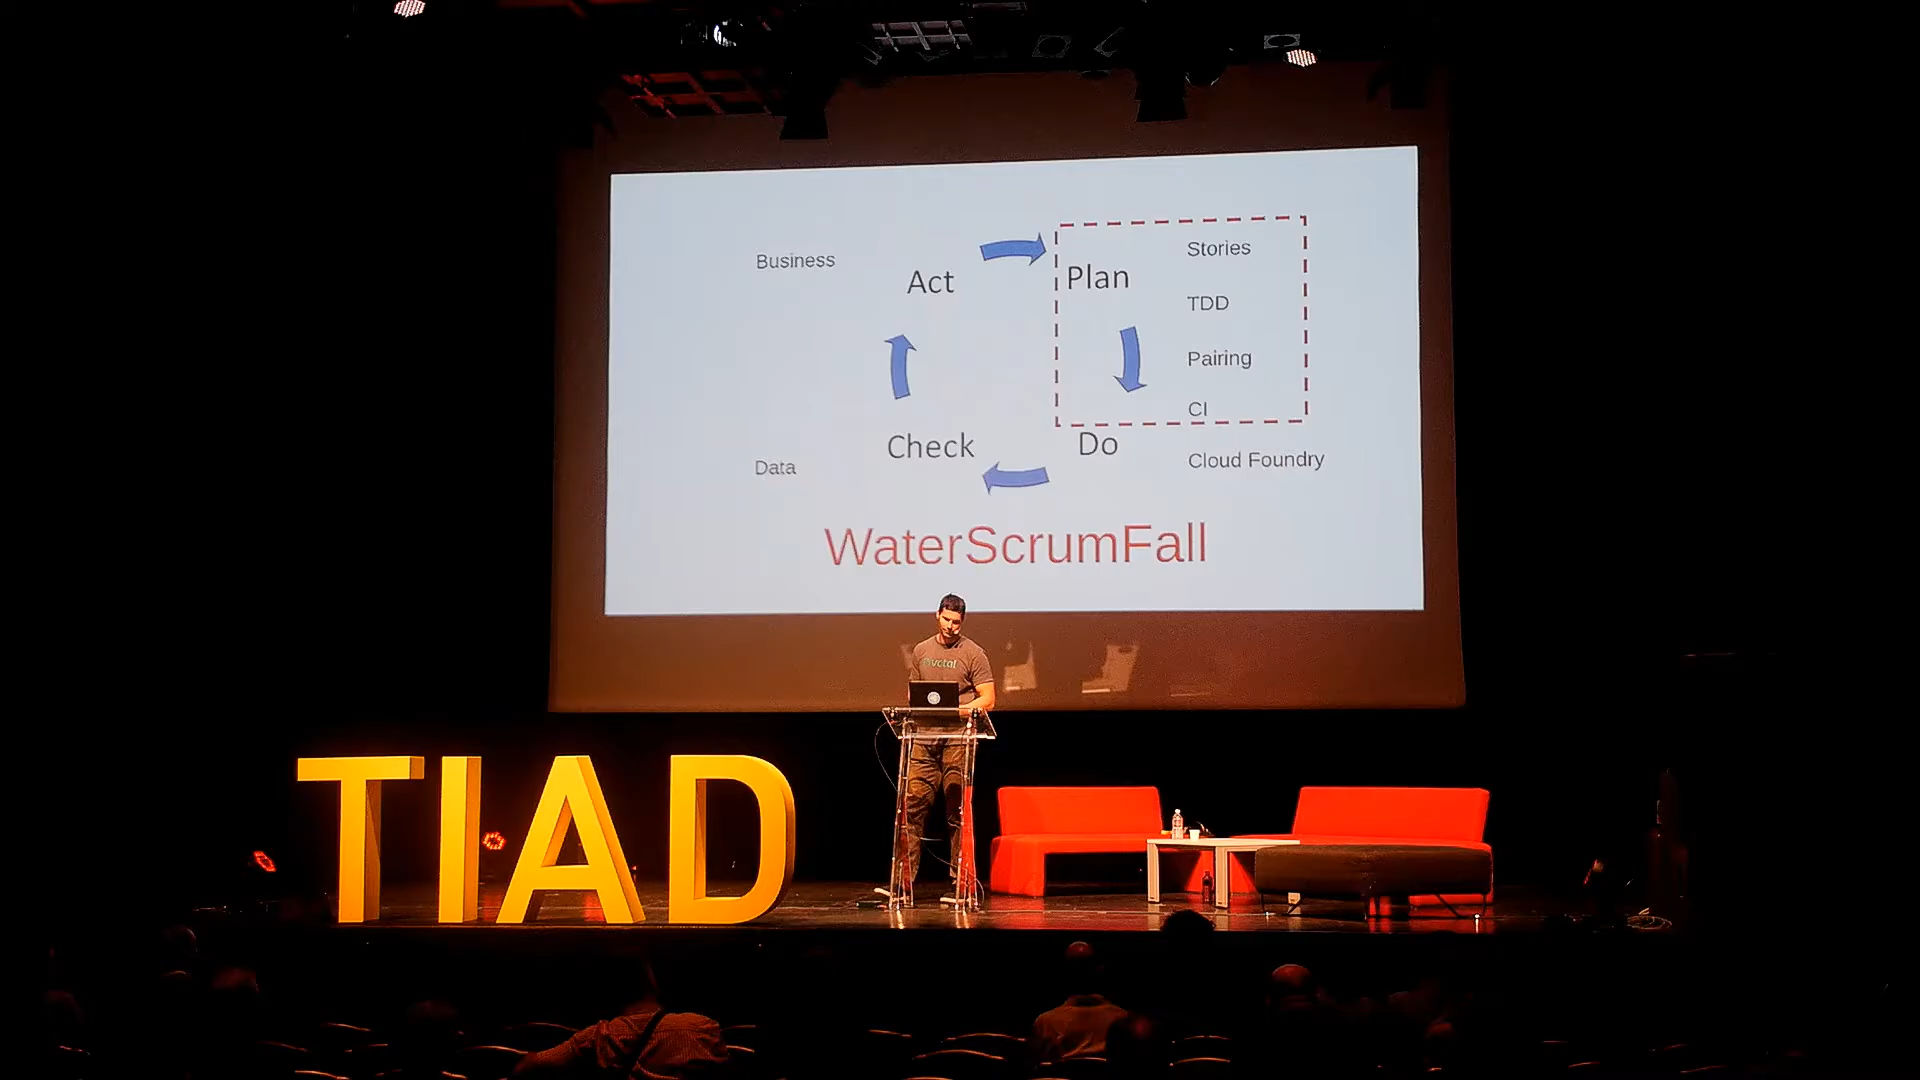 Business
Act
Plan
Stories
TDD
Pairing
CI
Check
Do
Data
Cloud Foundry
WaterScrumFall
TIAD